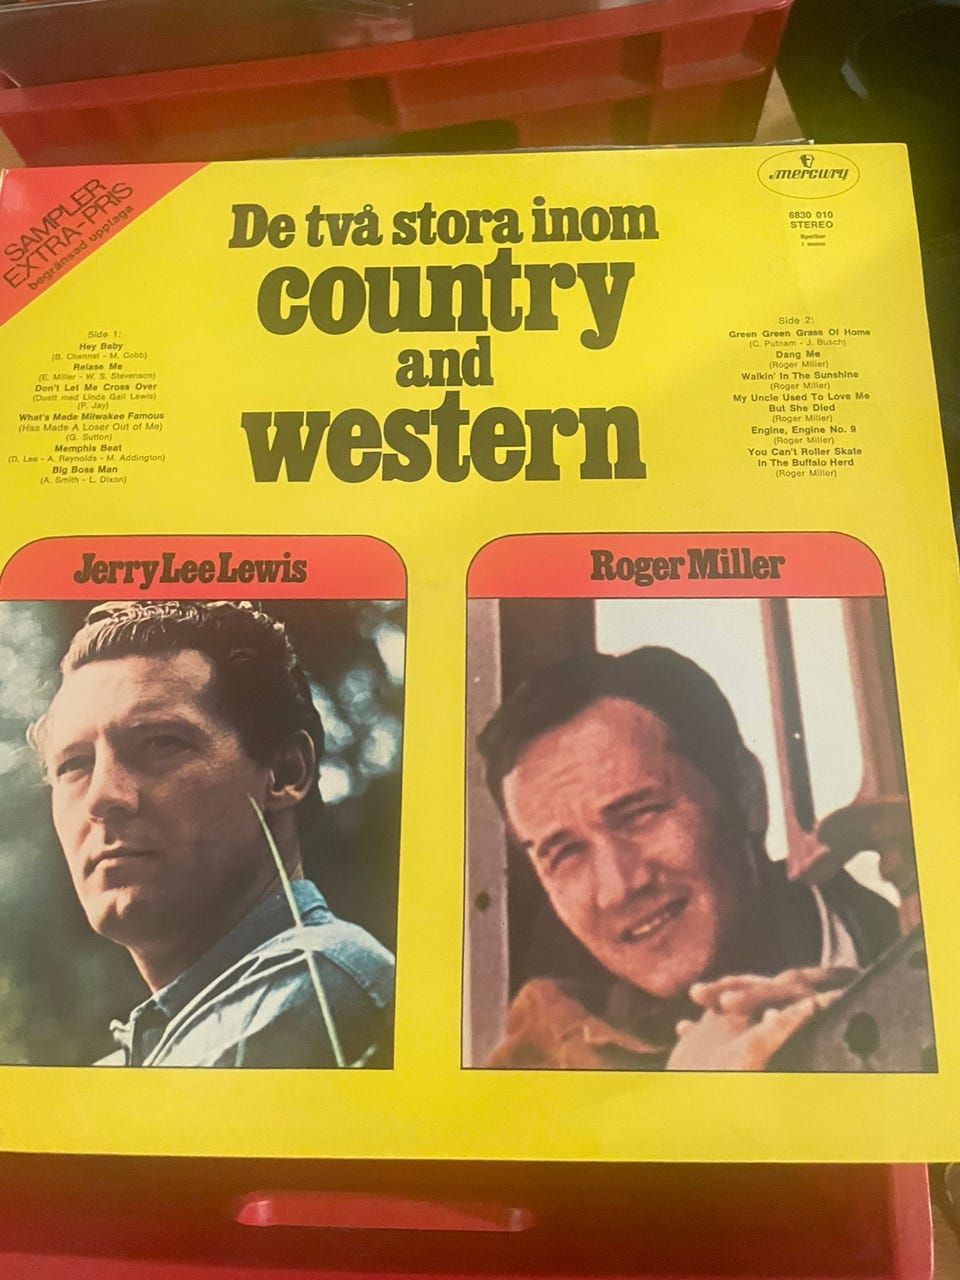 SAMPLER
EXTRA-PRIS
begränsad upplaga
De två stora inom
country
and
western
mercury
6830 010
STEREO
Spelbar
i mono
Side 1:
Hey Baby
(B. Channel - M. Cobb)
Relase Me
(E. Miller - W. S. Stevenson)
Don't Let Me Cross Over
(Duett med Linda Gail Lewis)
(P. Jay)
What's Made Milwakee Famous
(Has Made A Loser Out of Me)
(G. Sutton)
Memphis Beat
(D. Lee - A. Reynolds - M. Addington)
Big Boss Man
(A. Smith - L. Dixon)
Side 2:
Green Green Grass Of Home
(C. Putnam - J. Busch)
Dang Me
(Roger Miller)
Walkin' In The Sunshine
(Roger Miller)
My Uncle Used To Love Me
But She Died
(Roger Miller)
Engine, Engine No. 9
(Roger Miller)
You Can't Roller Skate
In The Buffalo Herd
(Roger Miller)
Jerry Lee Lewis
Roger Miller